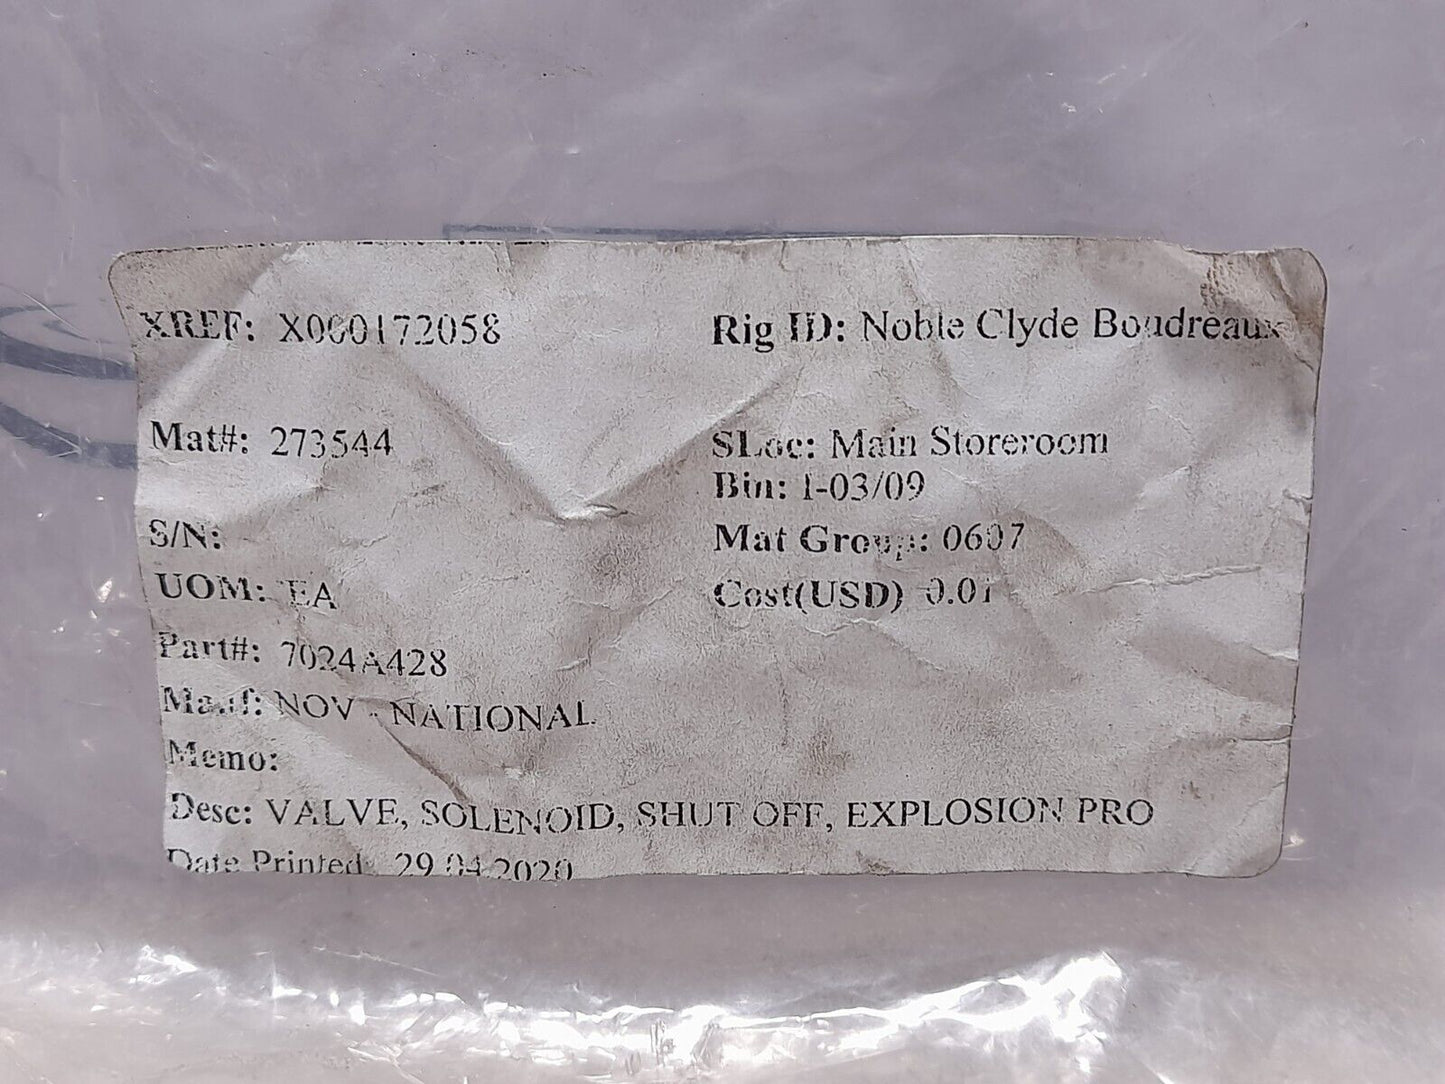 XREF: X000172058 Rig ID: Noble Clyde Boudreaux
Mat#: 273544 SLoc: Main Storeroom
Bin: 1-03/09
S/N: Mat Group: 0607
UOM: EA Cost(USD) 0.01
Part#: 7024A428
Manf: NOV - NATIONAL
Memo:
Desc: VALVE, SOLENOID, SHUT OFF, EXPLOSION PRO
Date Printed: 29.04.2020